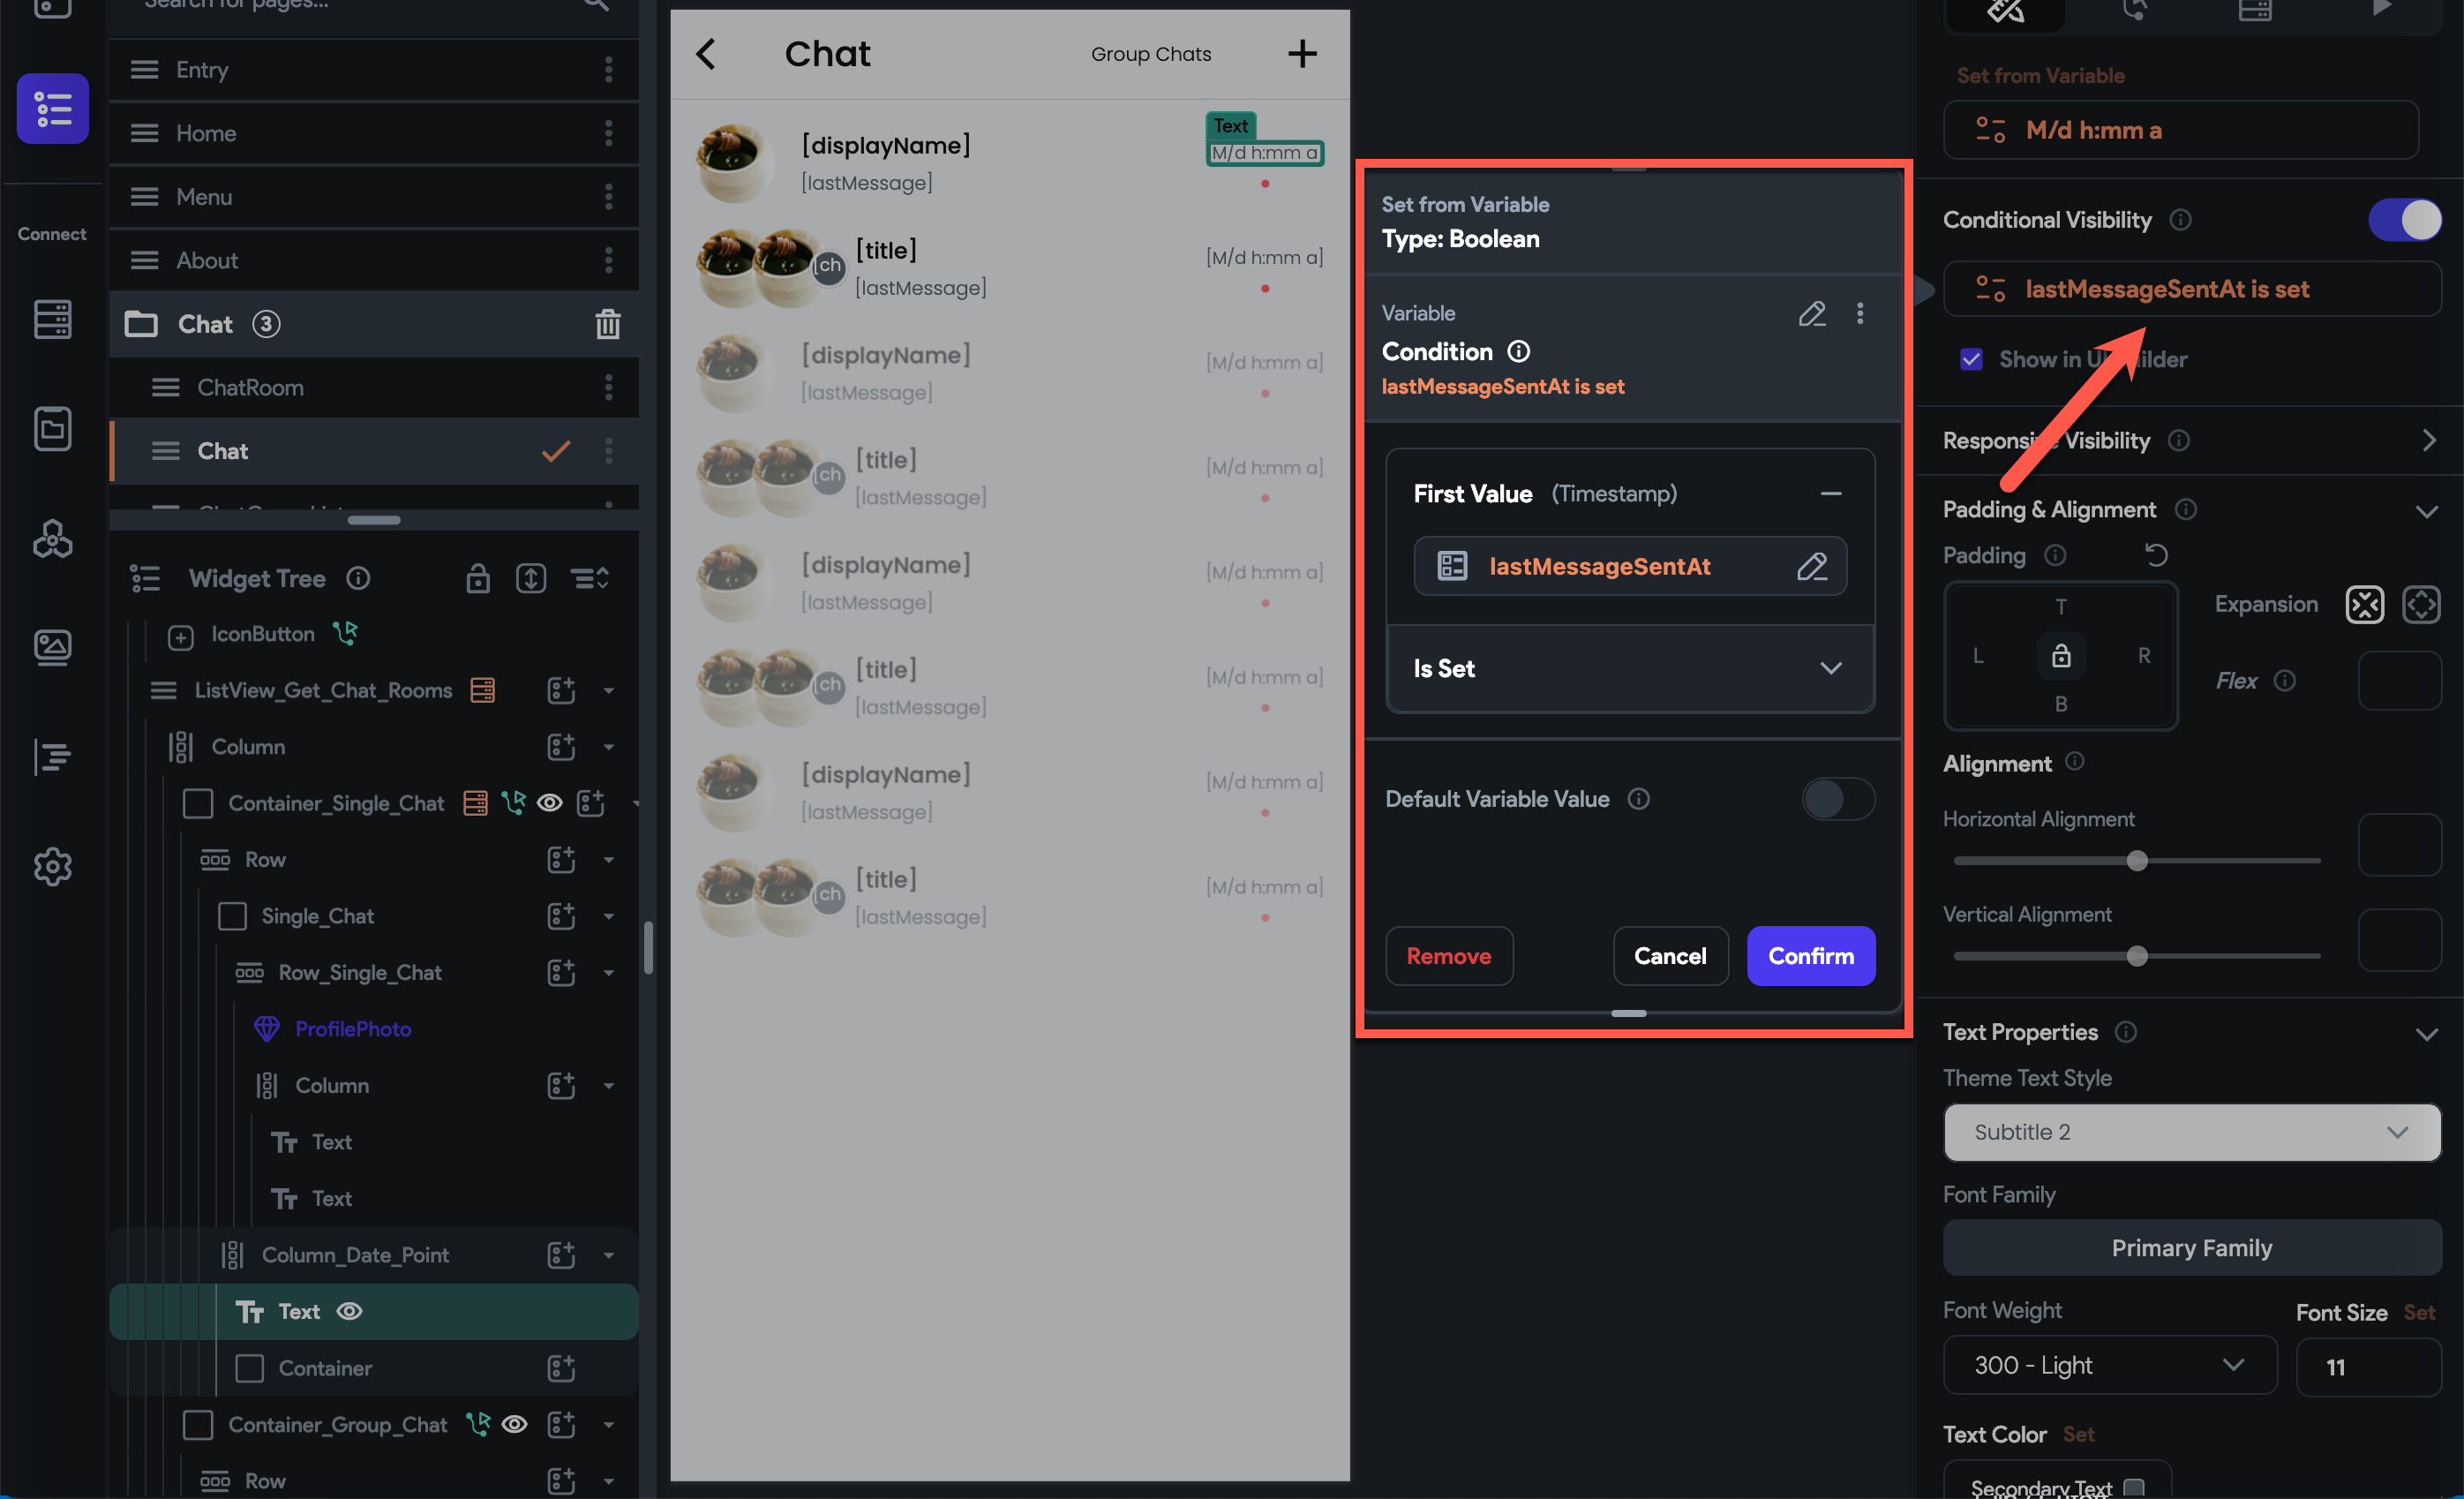 Search for pages...
Entry
Home
Menu
About
Chat 3
ChatRoom
Chat
Connect
Widget Tree
IconButton
ListView_Get_Chat_Rooms
Column
Container_Single_Chat
Row
Single_Chat
Row_Single_Chat
ProfilePhoto
Column
Text
Text
Column_Date_Point
Text
Container
Container_Group_Chat
Row
Chat
Group Chats
Text
[displayName]
M/d h:mm a
[lastMessage]
[title]
[M/d h:mm a]
[ch
[lastMessage]
[displayName]
[M/d h:mm a]
[lastMessage]
[title]
[M/d h:mm a]
[ch
[lastMessage]
[displayName]
[M/d h:mm a]
[lastMessage]
[title]
[M/d h:mm a]
[ch
[lastMessage]
[displayName]
[M/d h:mm a]
[lastMessage]
[title]
[M/d h:mm a]
[ch
[lastMessage]
Set from Variable
Type: Boolean
Variable
Condition
lastMessageSentAt is set
First Value (Timestamp)
lastMessageSentAt
Is Set
Default Variable Value
Remove
Cancel
Confirm
Set from Variable
M/d h:mm a
Conditional Visibility
lastMessageSentAt is set
Show in
Responsive Visibility
Padding & Alignment
Padding
T
L
R
B
Expansion
Flex
Alignment
Horizontal Alignment
Vertical Alignment
Text Properties
Theme Text Style
Subtitle 2
Font Family
Primary Family
Font Weight
Font Size Set
300 - Light
11
Text Color Set
Secondary Text